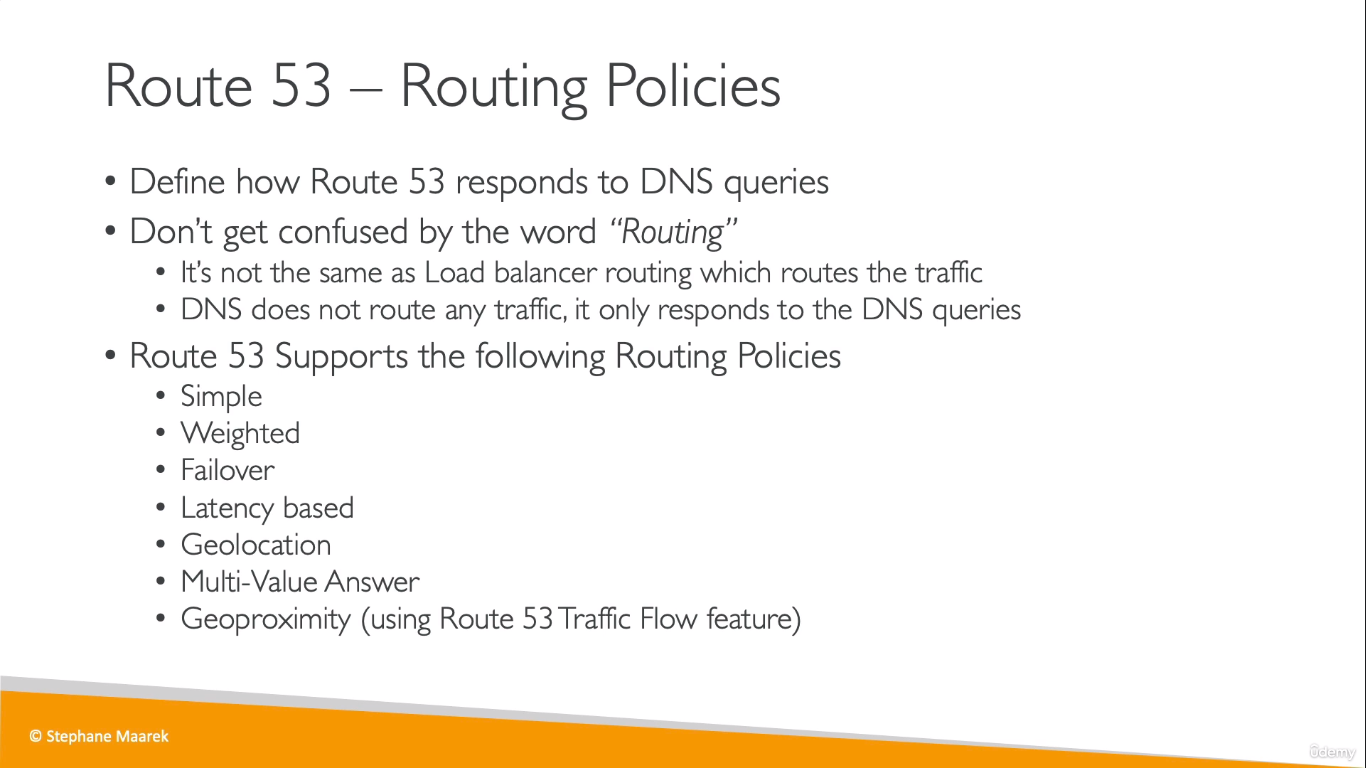 Route 53 – Routing Policies
• Define how Route 53 responds to DNS queries
• Don’t get confused by the word “Routing”
• It’s not the same as Load balancer routing which routes the traffic
• DNS does not route any traffic, it only responds to the DNS queries
• Route 53 Supports the following Routing Policies
• Simple
• Weighted
• Failover
• Latency based
• Geolocation
• Multi-Value Answer
• Geoproximity (using Route 53 Traffic Flow feature)
© Stephane Maarek
ûdemy